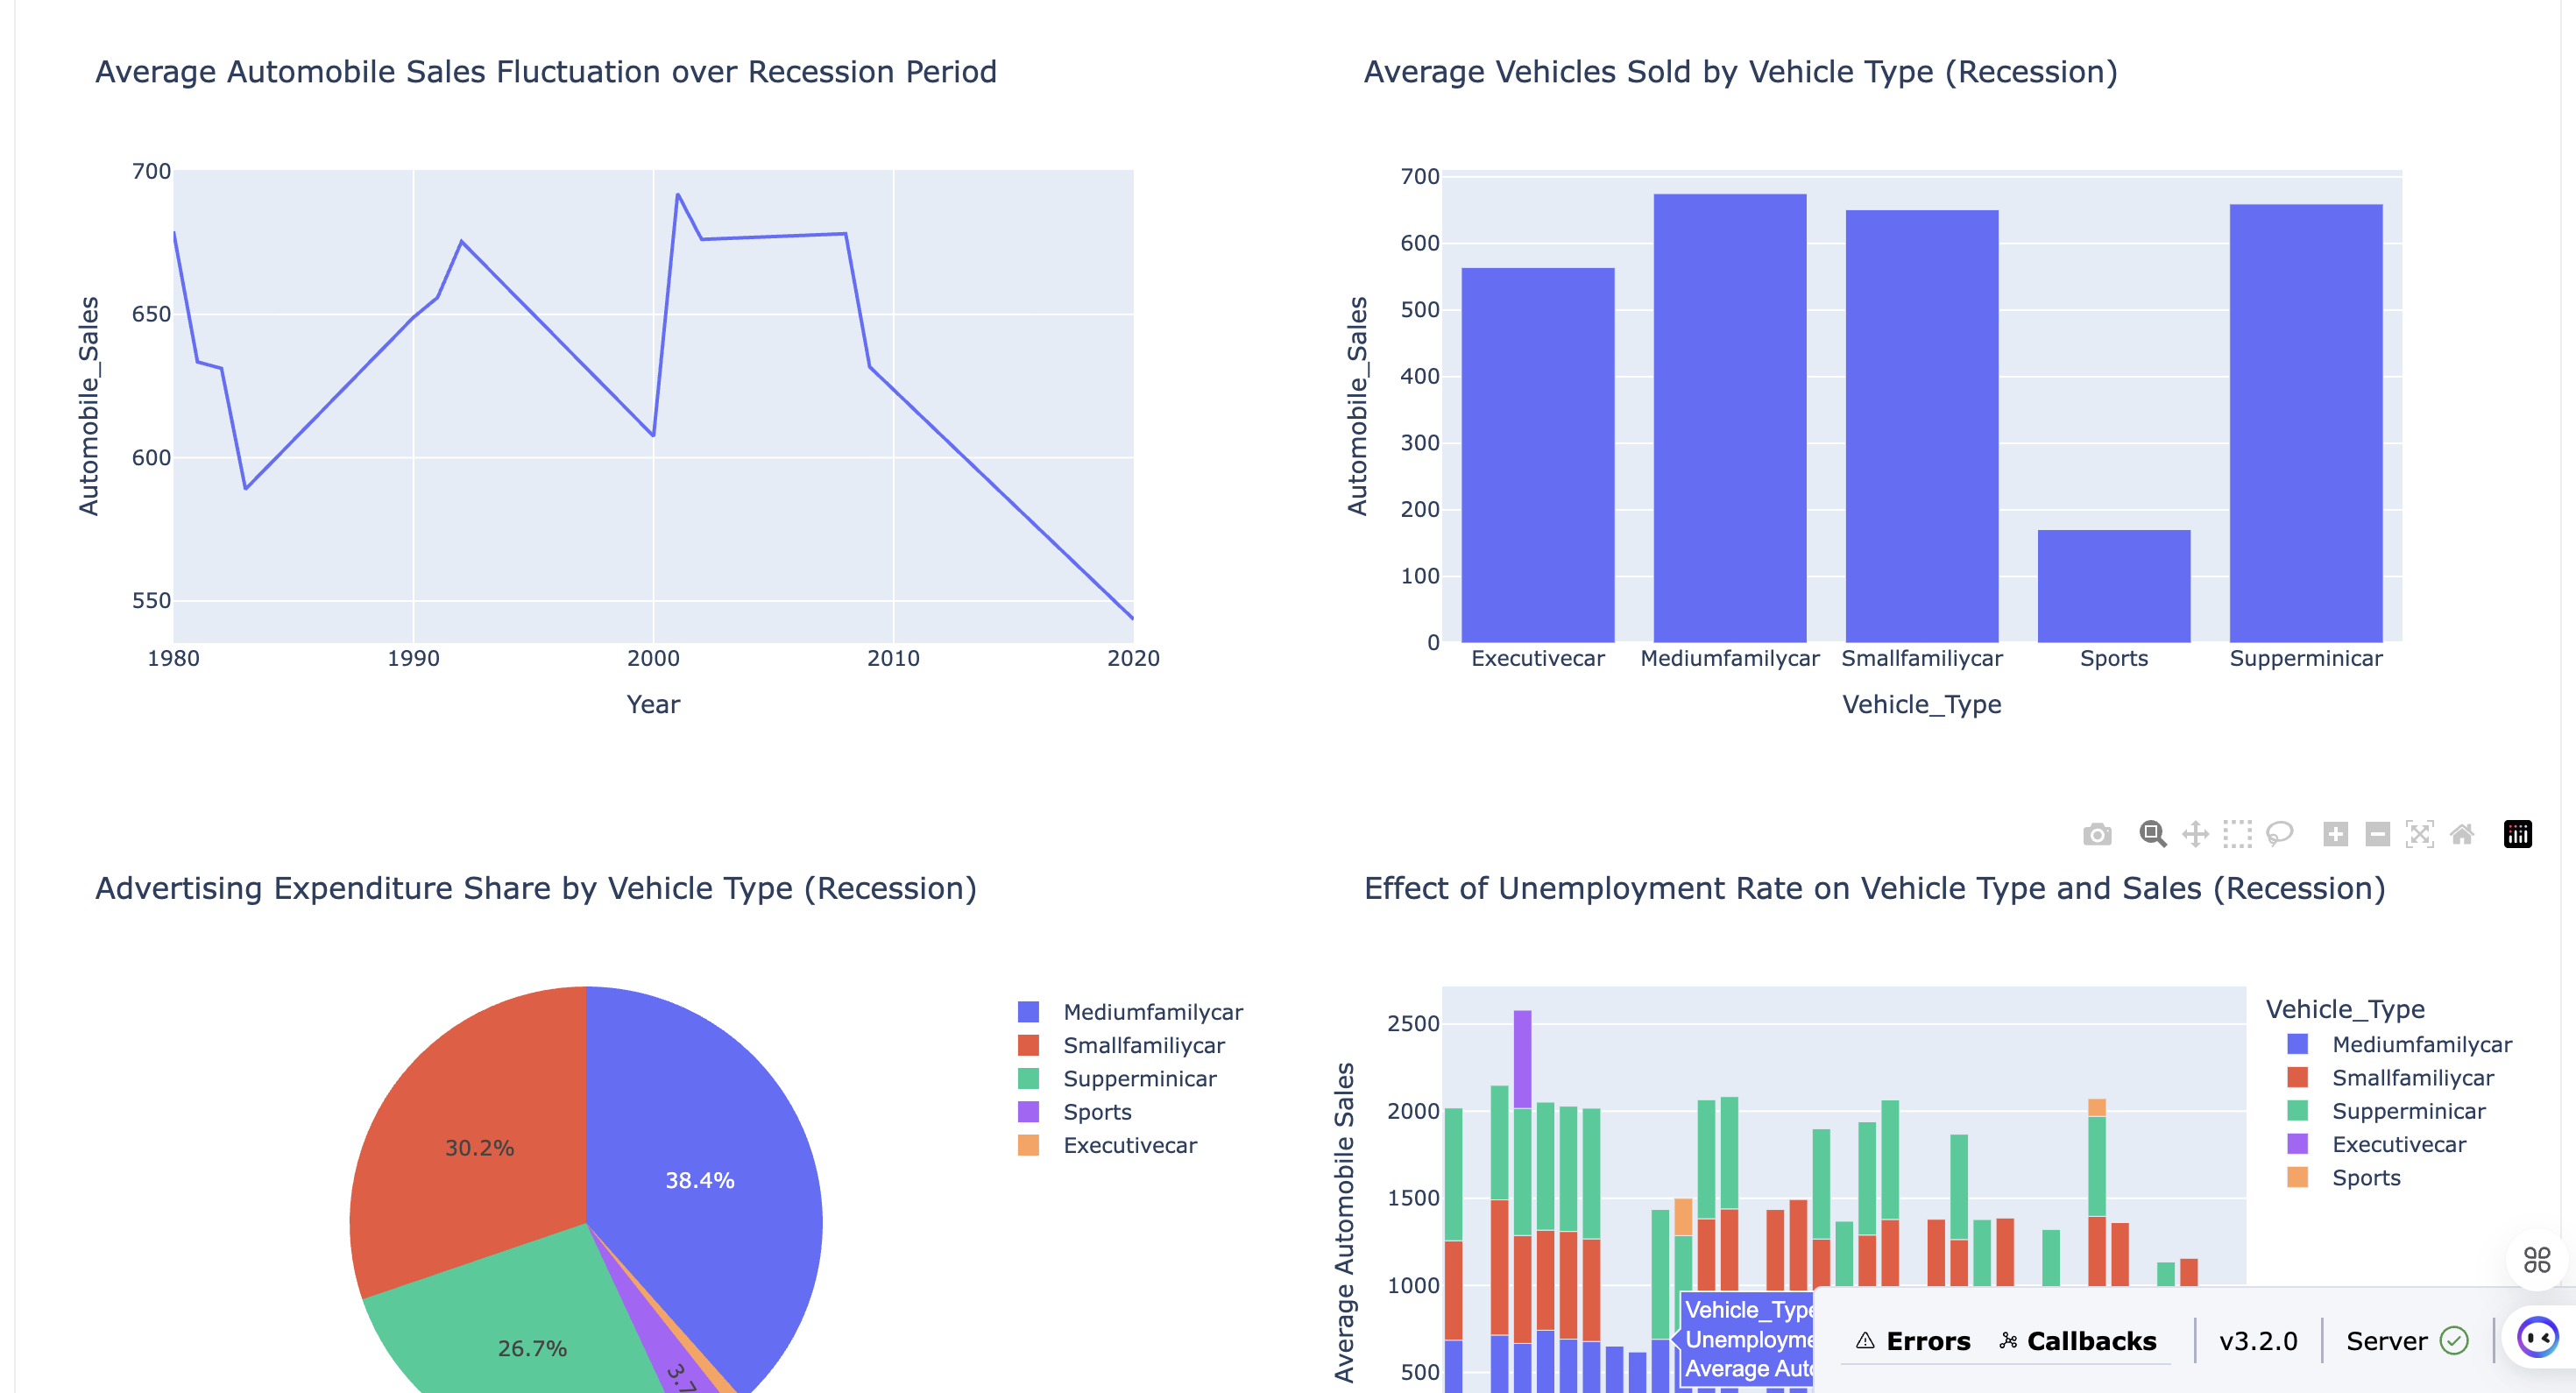 Average Automobile Sales Fluctuation over Recession Period
700
650
600
550
Automobile_Sales
1980 1990 2000 2010 2020
Year
Average Vehicles Sold by Vehicle Type (Recession)
700
600
500
400
300
200
100
0
Automobile_Sales
Executivecar Mediumfamilycar Smallfamiliycar Sports Supperminicar
Vehicle_Type
Advertising Expenditure Share by Vehicle Type (Recession)
30.2%
38.4%
26.7%
3.7
Mediumfamilycar
Smallfamiliycar
Supperminicar
Sports
Executivecar
Effect of Unemployment Rate on Vehicle Type and Sales (Recession)
2500
2000
1500
1000
500
Average Automobile Sales
Vehicle_Type
Mediumfamilycar
Smallfamiliycar
Supperminicar
Executivecar
Sports
Vehicle_Type
Unemployme
Average Auto
Errors Callbacks v3.2.0 Server